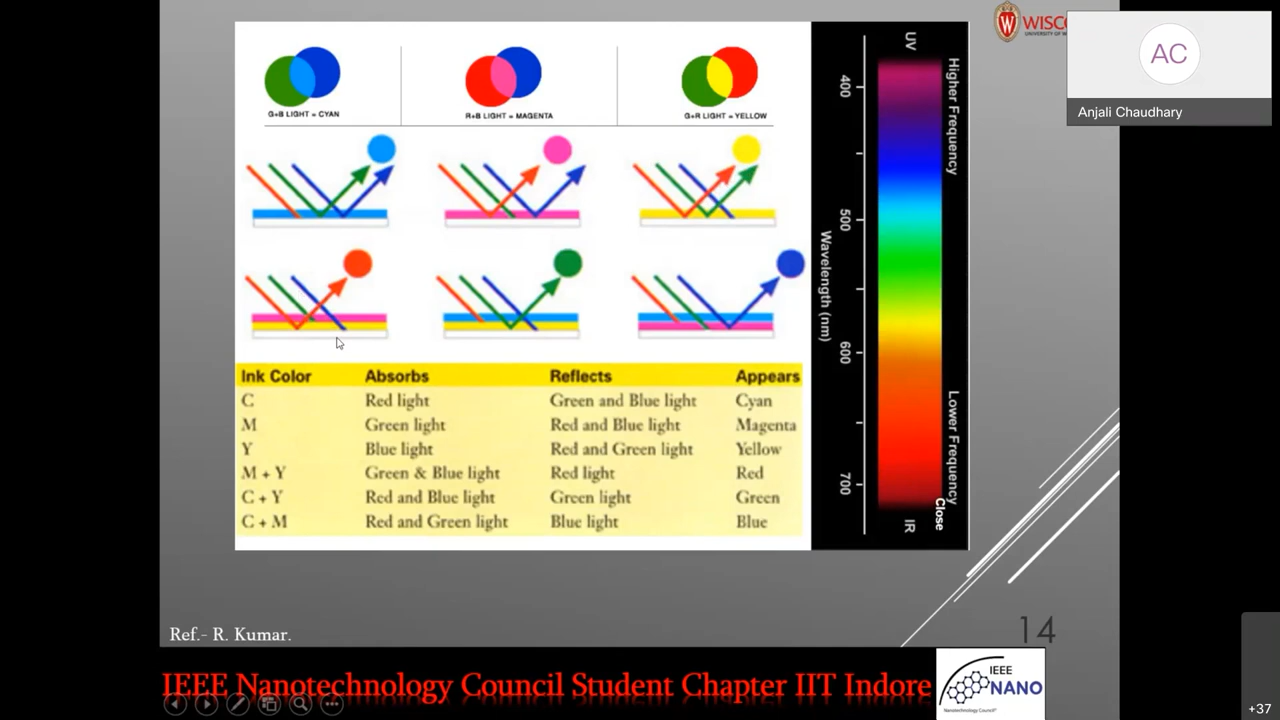 G+B LIGHT = CYAN
R+B LIGHT = MAGENTA
G+R LIGHT = YELLOW
Ink Color Absorbs Reflects Appears
C Red light Green and Blue light Cyan
M Green light Red and Blue light Magenta
Y Blue light Red and Green light Yellow
M + Y Green & Blue light Red light Red
C + Y Red and Blue light Green light Green
C + M Red and Green light Blue light Blue
UV
400
500
600
700
IR
Wavelength (nm)
Higher Frequency
Lower Frequency
Close
WISC
UNIVERSITY OF W
AC
Anjali Chaudhary
Ref.- R. Kumar.
14
IEEE Nanotechnology Council Student Chapter IIT Indore
IEEE
NANO
Nanotechnology Council
+37